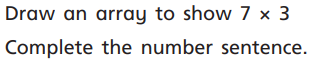 Draw an array to show 7 × 3
Complete the number sentence.